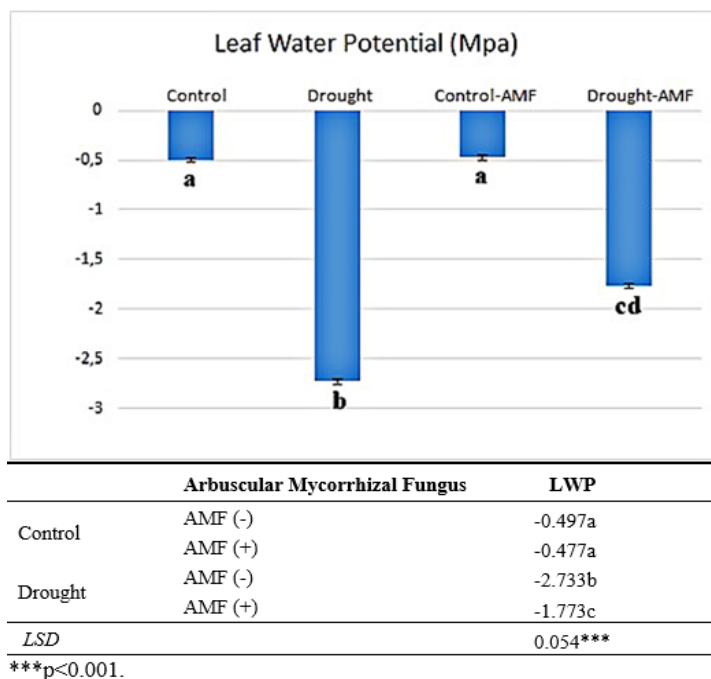 Leaf Water Potential (Mpa)
Control Drought Control-AMF Drought-AMF
0
-0,5
a a
-1
-1,5
-2
cd
-2,5
b
-3
Arbuscular Mycorrhizal Fungus LWP
Control AMF (-) -0.497a
AMF (+) -0.477a
Drought AMF (-) -2.733b
AMF (+) -1.773c
LSD 0.054***
***p<0.001.